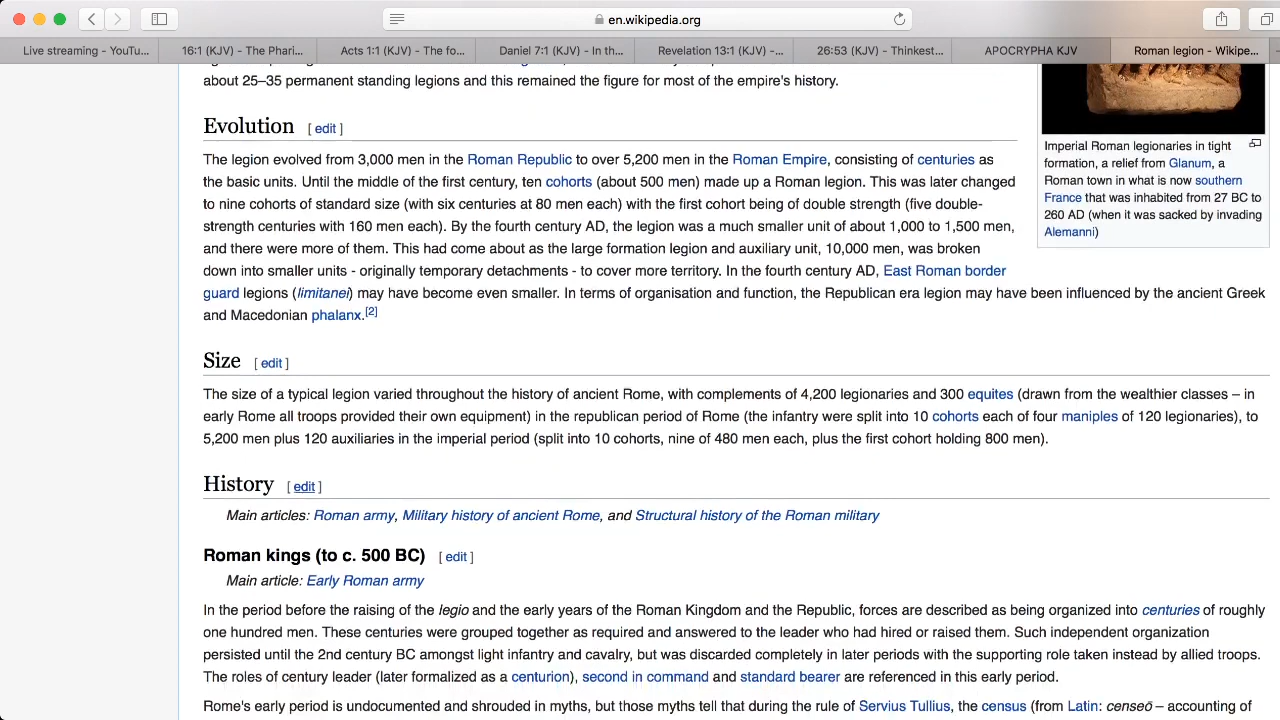 en.wikipedia.org
Live streaming - YouTu...
16:1 (KJV) - The Phari...
Acts 1:1 (KJV) - The fo...
Daniel 7:1 (KJV) - In th...
Revelation 13:1 (KJV) -...
26:53 (KJV) - Thinkest...
APOCRYPHA KJV
Roman legion - Wikipe...
about 25–35 permanent standing legions and this remained the figure for most of the empire's history.
Evolution [ edit ]
The legion evolved from 3,000 men in the Roman Republic to over 5,200 men in the Roman Empire, consisting of centuries as
the basic units. Until the middle of the first century, ten cohorts (about 500 men) made up a Roman legion. This was later changed
to nine cohorts of standard size (with six centuries at 80 men each) with the first cohort being of double strength (five double-
strength centuries with 160 men each). By the fourth century AD, the legion was a much smaller unit of about 1,000 to 1,500 men,
and there were more of them. This had come about as the large formation legion and auxiliary unit, 10,000 men, was broken
down into smaller units - originally temporary detachments - to cover more territory. In the fourth century AD, East Roman border
guard legions (limitanei) may have become even smaller. In terms of organisation and function, the Republican era legion may have been influenced by the ancient Greek
and Macedonian phalanx.[2]
Imperial Roman legionaries in tight
formation, a relief from Glanum, a
Roman town in what is now southern
France that was inhabited from 27 BC to
260 AD (when it was sacked by invading
Alemanni)
Size [ edit ]
The size of a typical legion varied throughout the history of ancient Rome, with complements of 4,200 legionaries and 300 equites (drawn from the wealthier classes – in
early Rome all troops provided their own equipment) in the republican period of Rome (the infantry were split into 10 cohorts each of four maniples of 120 legionaries), to
5,200 men plus 120 auxiliaries in the imperial period (split into 10 cohorts, nine of 480 men each, plus the first cohort holding 800 men).
History [ edit ]
Main articles: Roman army, Military history of ancient Rome, and Structural history of the Roman military
Roman kings (to c. 500 BC) [ edit ]
Main article: Early Roman army
In the period before the raising of the legio and the early years of the Roman Kingdom and the Republic, forces are described as being organized into centuries of roughly
one hundred men. These centuries were grouped together as required and answered to the leader who had hired or raised them. Such independent organization
persisted until the 2nd century BC amongst light infantry and cavalry, but was discarded completely in later periods with the supporting role taken instead by allied troops.
The roles of century leader (later formalized as a centurion), second in command and standard bearer are referenced in this early period.
Rome's early period is undocumented and shrouded in myths, but those myths tell that during the rule of Servius Tullius, the census (from Latin: censeō – accounting of